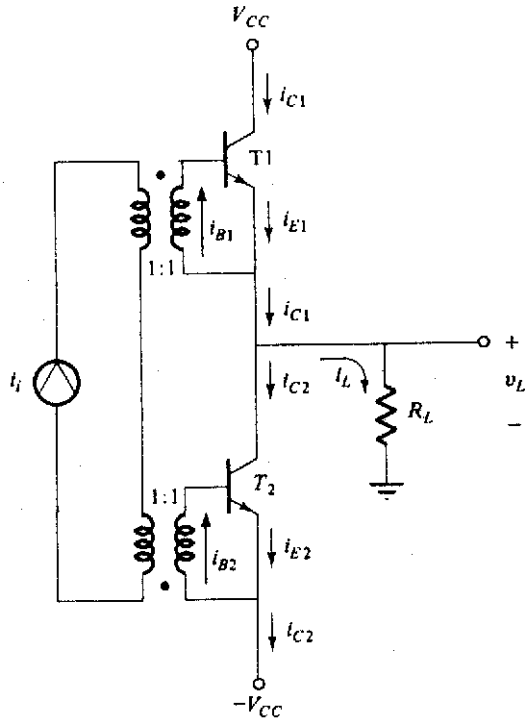 V_CC
i_C1
T1
i_E1
i_B1
1:1
i_C1
+
i_i
i_C2
i_L
v_L
R_L
−
1:1
T_2
i_B2
i_E2
i_C2
−V_CC